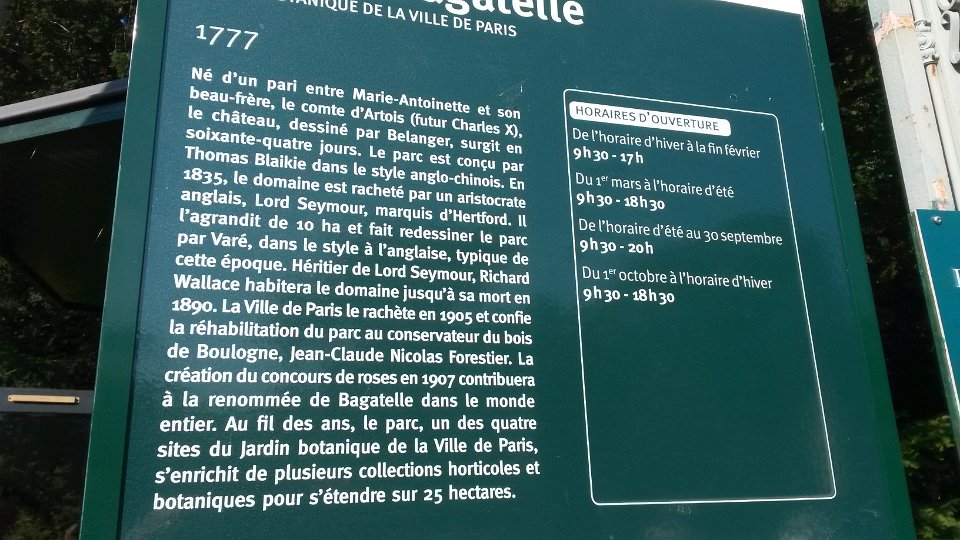 Bagatelle
BOTANIQUE DE LA VILLE DE PARIS
1777
Né d'un pari entre Marie-Antoinette et son
beau-frère, le comte d'Artois (futur Charles X),
le château, dessiné par Belanger, surgit en
soixante-quatre jours. Le parc est conçu par
Thomas Blaikie dans le style anglo-chinois. En
1835, le domaine est racheté par un aristocrate
anglais, Lord Seymour, marquis d'Hertford. Il
l'agrandit de 10 ha et fait redessiner le parc
par Varé, dans le style à l'anglaise, typique de
cette époque. Héritier de Lord Seymour, Richard
Wallace habitera le domaine jusqu'à sa mort en
1890. La Ville de Paris le rachète en 1905 et confie
la réhabilitation du parc au conservateur du bois
de Boulogne, Jean-Claude Nicolas Forestier. La
création du concours de roses en 1907 contribuera
à la renommée de Bagatelle dans le monde
entier. Au fil des ans, le parc, un des quatre
sites du Jardin botanique de la Ville de Paris,
s'enrichit de plusieurs collections horticoles et
botaniques pour s'étendre sur 25 hectares.
HORAIRES D'OUVERTURE
De l'horaire d'hiver à la fin février
9h30 - 17h
Du 1er mars à l'horaire d'été
9h30 - 18h30
De l'horaire d'été au 30 septembre
9h30 - 20h
Du 1er octobre à l'horaire d'hiver
9h30 - 18h30